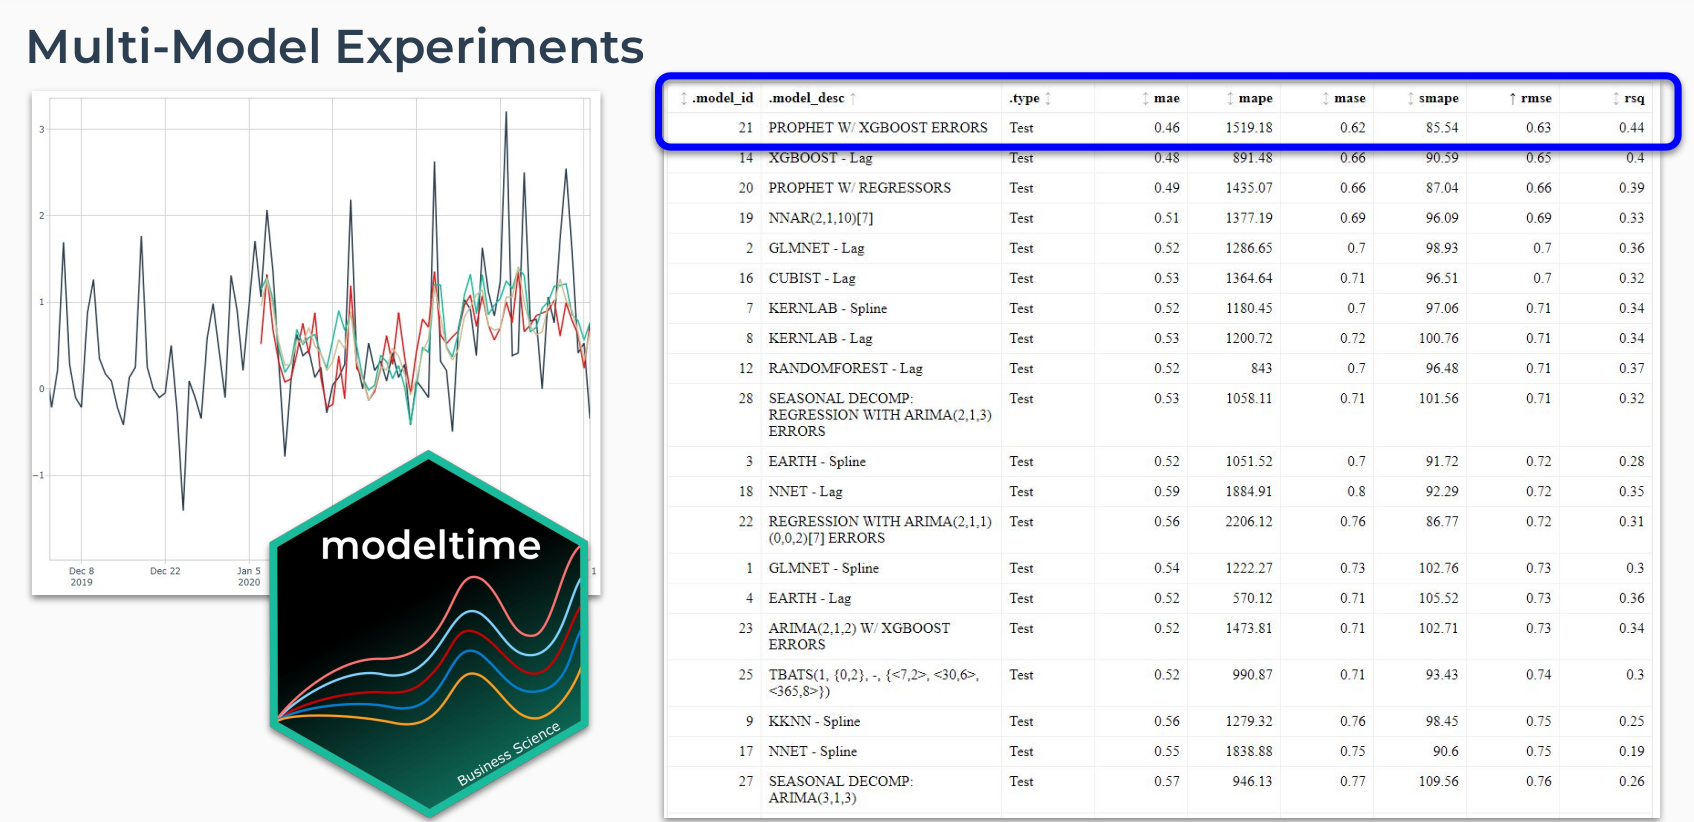 Multi-Model Experiments
3
2
1
0
−1
Dec 8
2019
Dec 22
Jan 5
2020
1
modeltime
Business Science
.model_id .model_desc .type mae mape mase smape rmse rsq
21 PROPHET W/ XGBOOST ERRORS Test 0.46 1519.18 0.62 85.54 0.63 0.44
14 XGBOOST - Lag Test 0.48 891.48 0.66 90.59 0.65 0.4
20 PROPHET W/ REGRESSORS Test 0.49 1435.07 0.66 87.04 0.66 0.39
19 NNAR(2,1,10)[7] Test 0.51 1377.19 0.69 96.09 0.69 0.33
2 GLMNET - Lag Test 0.52 1286.65 0.7 98.93 0.7 0.36
16 CUBIST - Lag Test 0.53 1364.64 0.71 96.51 0.7 0.32
7 KERNLAB - Spline Test 0.52 1180.45 0.7 97.06 0.71 0.34
8 KERNLAB - Lag Test 0.53 1200.72 0.72 100.76 0.71 0.34
12 RANDOMFOREST - Lag Test 0.52 843 0.7 96.48 0.71 0.37
28 SEASONAL DECOMP: Test 0.53 1058.11 0.71 101.56 0.71 0.32
REGRESSION WITH ARIMA(2,1,3)
ERRORS
3 EARTH - Spline Test 0.52 1051.52 0.7 91.72 0.72 0.28
18 NNET - Lag Test 0.59 1884.91 0.8 92.29 0.72 0.35
22 REGRESSION WITH ARIMA(2,1,1) Test 0.56 2206.12 0.76 86.77 0.72 0.31
(0,0,2)[7] ERRORS
1 GLMNET - Spline Test 0.54 1222.27 0.73 102.76 0.73 0.3
4 EARTH - Lag Test 0.52 570.12 0.71 105.52 0.73 0.36
23 ARIMA(2,1,2) W/ XGBOOST Test 0.52 1473.81 0.71 102.71 0.73 0.34
ERRORS
25 TBATS(1, {0,2}, -, {<7,2>, <30,6>, Test 0.52 990.87 0.71 93.43 0.74 0.3
<365,8>})
9 KKNN - Spline Test 0.56 1279.32 0.76 98.45 0.75 0.25
17 NNET - Spline Test 0.55 1838.88 0.75 90.6 0.75 0.19
27 SEASONAL DECOMP: Test 0.57 946.13 0.77 109.56 0.76 0.26
ARIMA(3,1,3)